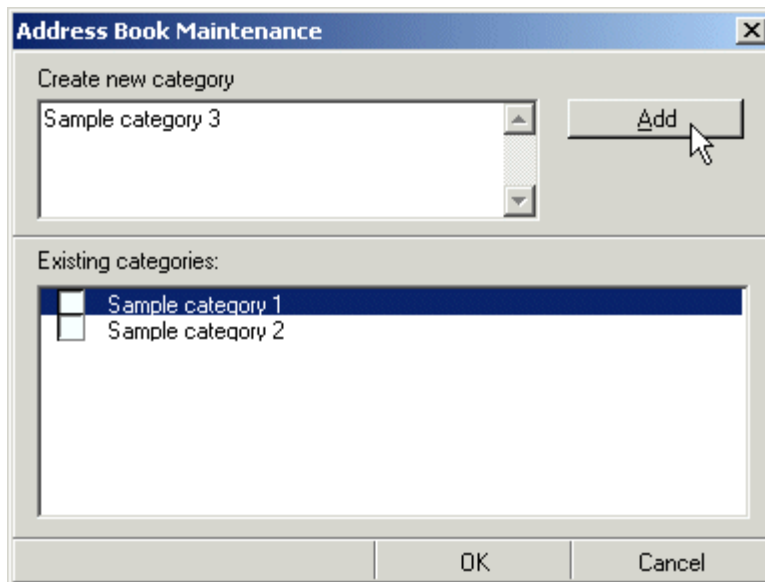 Address Book Maintenance
Create new category
Sample category 3
Add
Existing categories:
Sample category 1
Sample category 2
OK
Cancel